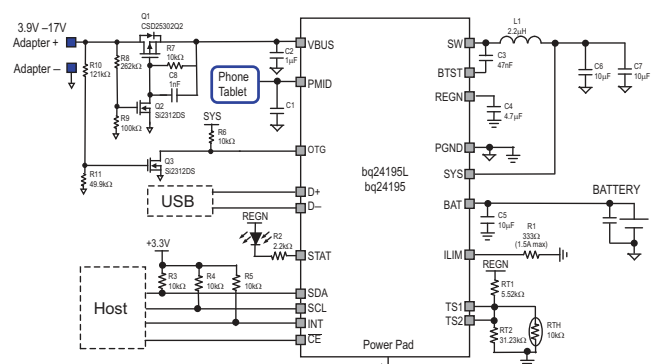 3.9V –17V
Adapter +
Adapter –
Q1
CSD25302Q2
R10
121kΩ
R8
262kΩ
R7
10kΩ
C8
1nF
Q2
Si2312DS
R9
100kΩ
Q3
Si2312DS
R11
49.9kΩ
C2
1μF
Phone
Tablet
C1
SYS
R6
10kΩ
USB
REGN
R2
2.2kΩ
+3.3V
R3
10kΩ
R4
10kΩ
R5
10kΩ
Host
VBUS
PMID
OTG
D+
D–
STAT
SDA
SCL
INT
CE
bq24195L
bq24195
Power Pad
SW
BTST
REGN
PGND
SYS
BAT
ILIM
TS1
TS2
L1
2.2μH
C3
47nF
C6
10μF
C7
10μF
C4
4.7μF
BATTERY
C5
10μF
R1
333Ω
(1.5A max)
REGN
RT1
5.52kΩ
RT2
31.23kΩ
RTH
10kΩ